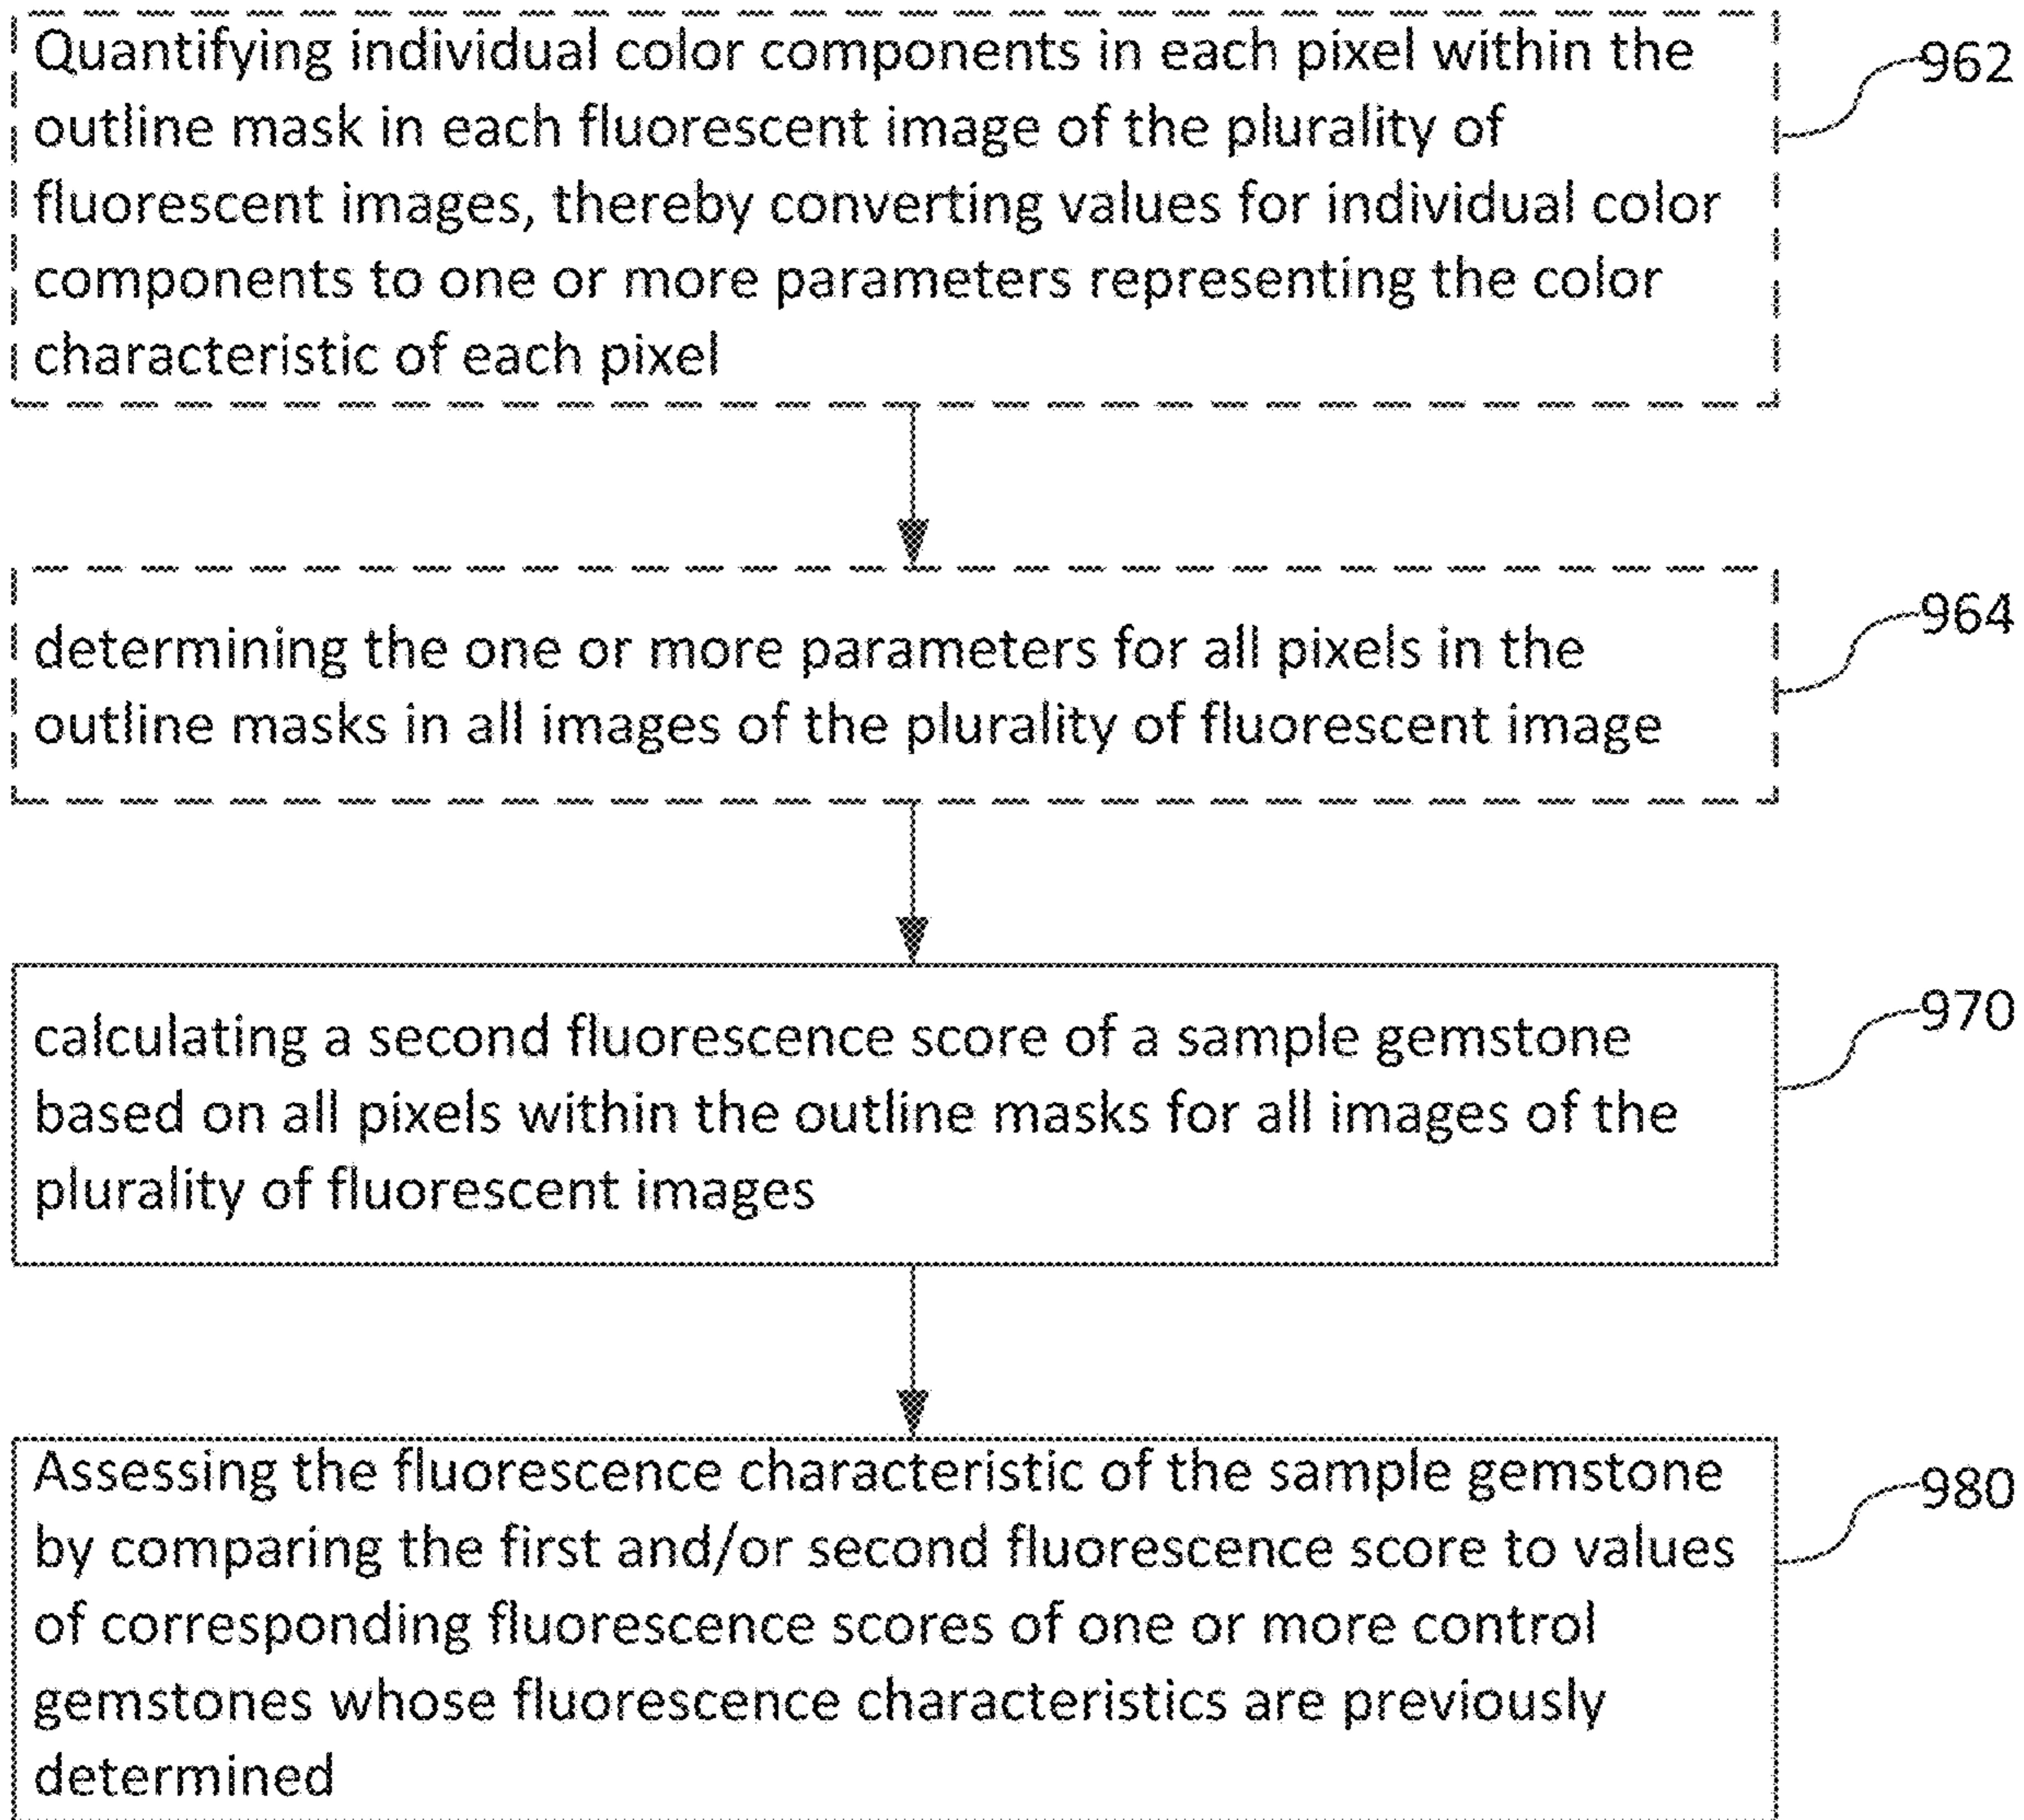 Quantifying individual color components in each pixel within the
962
outline mask in each fluorescent image of the plurality of
fluorescent images, thereby converting values for individual color
components to one or more parameters representing the color
characteristic of each pixel
964
determining the one or more parameters for all pixels in the
outline masks in all images of the plurality of fluorescent image
970
calculating a second fluorescence score of a sample gemstone
based on all pixels within the outline masks for all images of the
plurality of fluorescent images
Assessing the fluorescence characteristic of the sample gemstone
980
by comparing the first and/or second fluorescence score to values
of corresponding fluorescence scores of one or more control
gemstones whose fluorescence characteristics are previously
determined